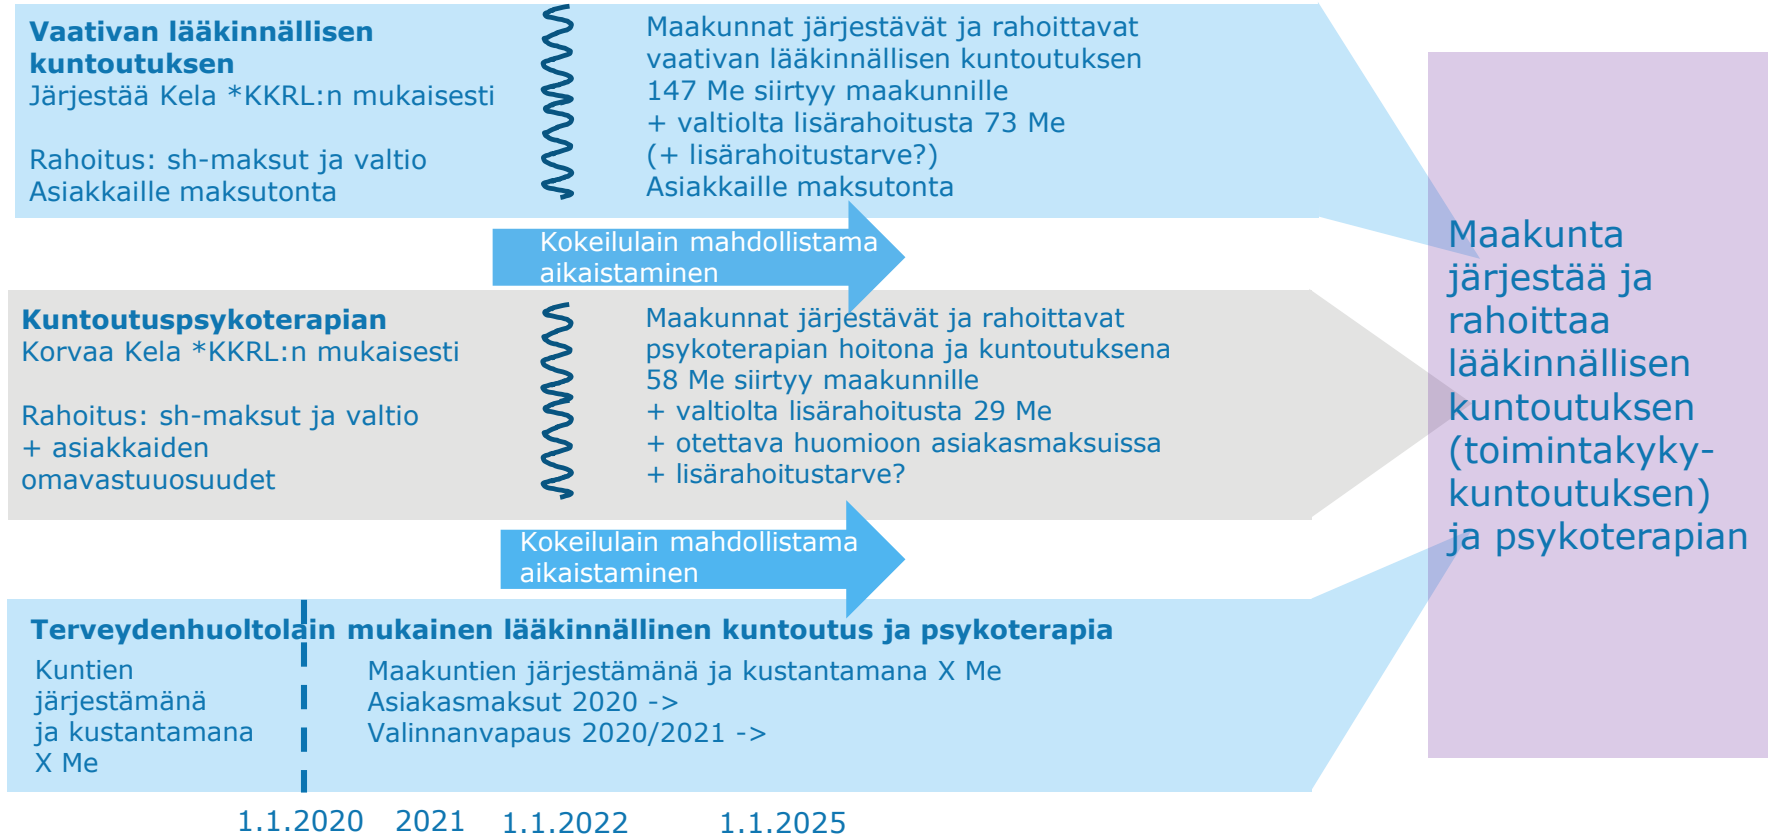 Vaativan lääkinnällisen
kuntoutuksen
Järjestää Kela *KKRL:n mukaisesti
Rahoitus: sh-maksut ja valtio
Asiakkaille maksutonta
Maakunnat järjestävät ja rahoittavat
vaativan lääkinnällisen kuntoutuksen
147 Me siirtyy maakunnille
+ valtiolta lisärahoitusta 73 Me
(+ lisärahoitustarve?)
Asiakkaille maksutonta
Kokeilulain mahdollistama
aikaistaminen
Kuntoutuspsykoterapian
Korvaa Kela *KKRL:n mukaisesti
Rahoitus: sh-maksut ja valtio
+ asiakkaiden
omavastuuosuudet
Maakunnat järjestävät ja rahoittavat
psykoterapian hoitona ja kuntoutuksena
58 Me siirtyy maakunnille
+ valtiolta lisärahoitusta 29 Me
+ otettava huomioon asiakasmaksuissa
+ lisärahoitustarve?
Kokeilulain mahdollistama
aikaistaminen
Terveydenhuoltolain mukainen lääkinnällinen kuntoutus ja psykoterapia
Kuntien
järjestämänä
ja kustantamana
X Me
Maakuntien järjestämänä ja kustantamana X Me
Asiakasmaksut 2020 ->
Valinnanvapaus 2020/2021 ->
Maakunta
järjestää ja
rahoittaa
lääkinnällisen
kuntoutuksen
(toimintakyky-
kuntoutuksen)
ja psykoterapian
1.1.2020 2021 1.1.2022 1.1.2025